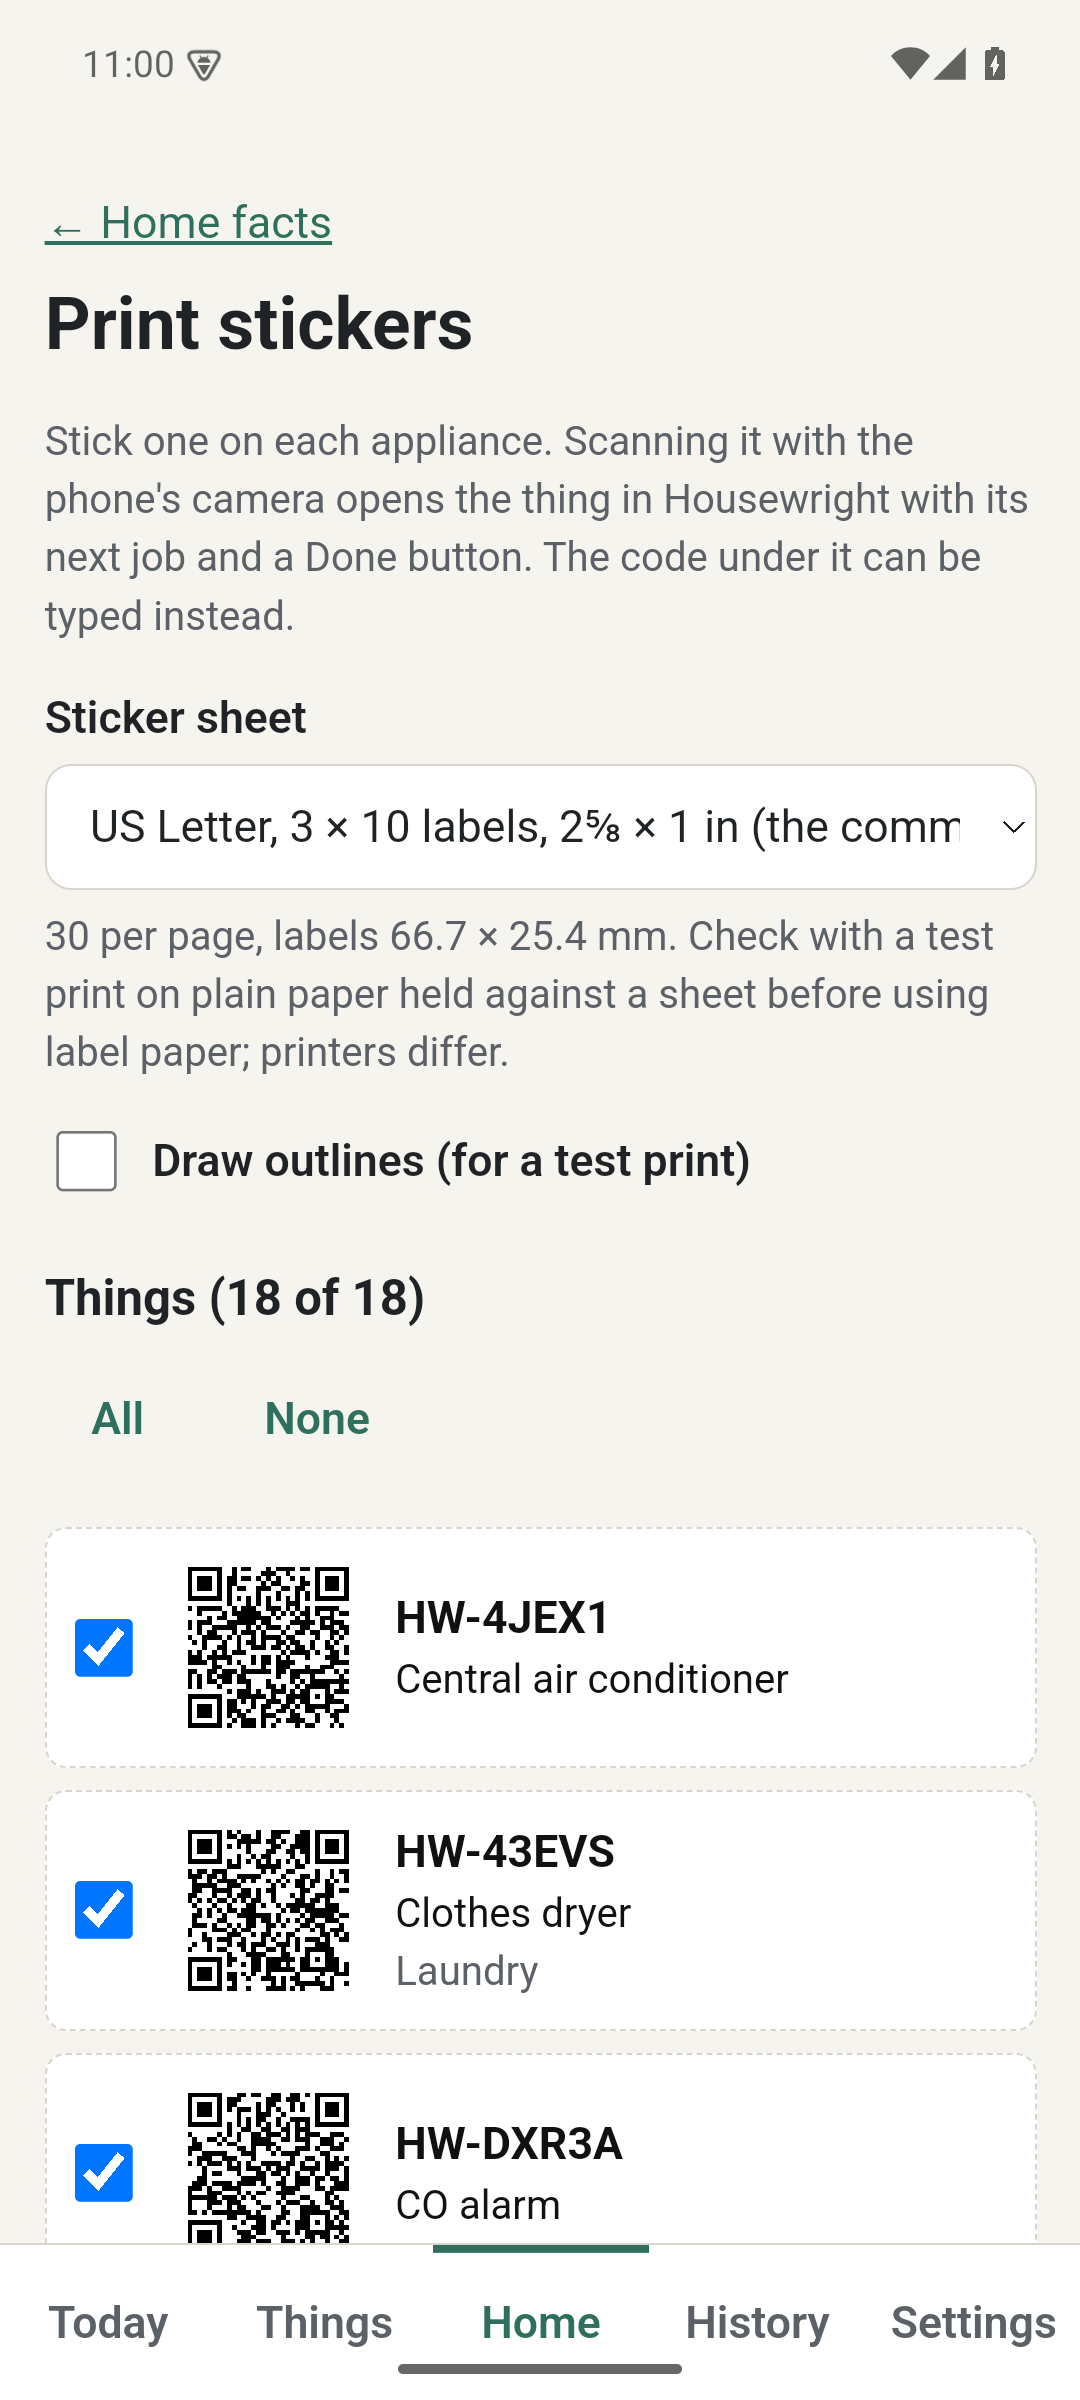 11:00
← Home facts
Print stickers
Stick one on each appliance. Scanning it with the
phone's camera opens the thing in Housewright with its
next job and a Done button. The code under it can be
typed instead.
Sticker sheet
US Letter, 3 × 10 labels, 2⅝ × 1 in (the comm
30 per page, labels 66.7 × 25.4 mm. Check with a test
print on plain paper held against a sheet before using
label paper; printers differ.
Draw outlines (for a test print)
Things (18 of 18)
All None
HW-4JEX1
Central air conditioner
HW-43EVS
Clothes dryer
Laundry
HW-DXR3A
CO alarm
Today Things Home History Settings